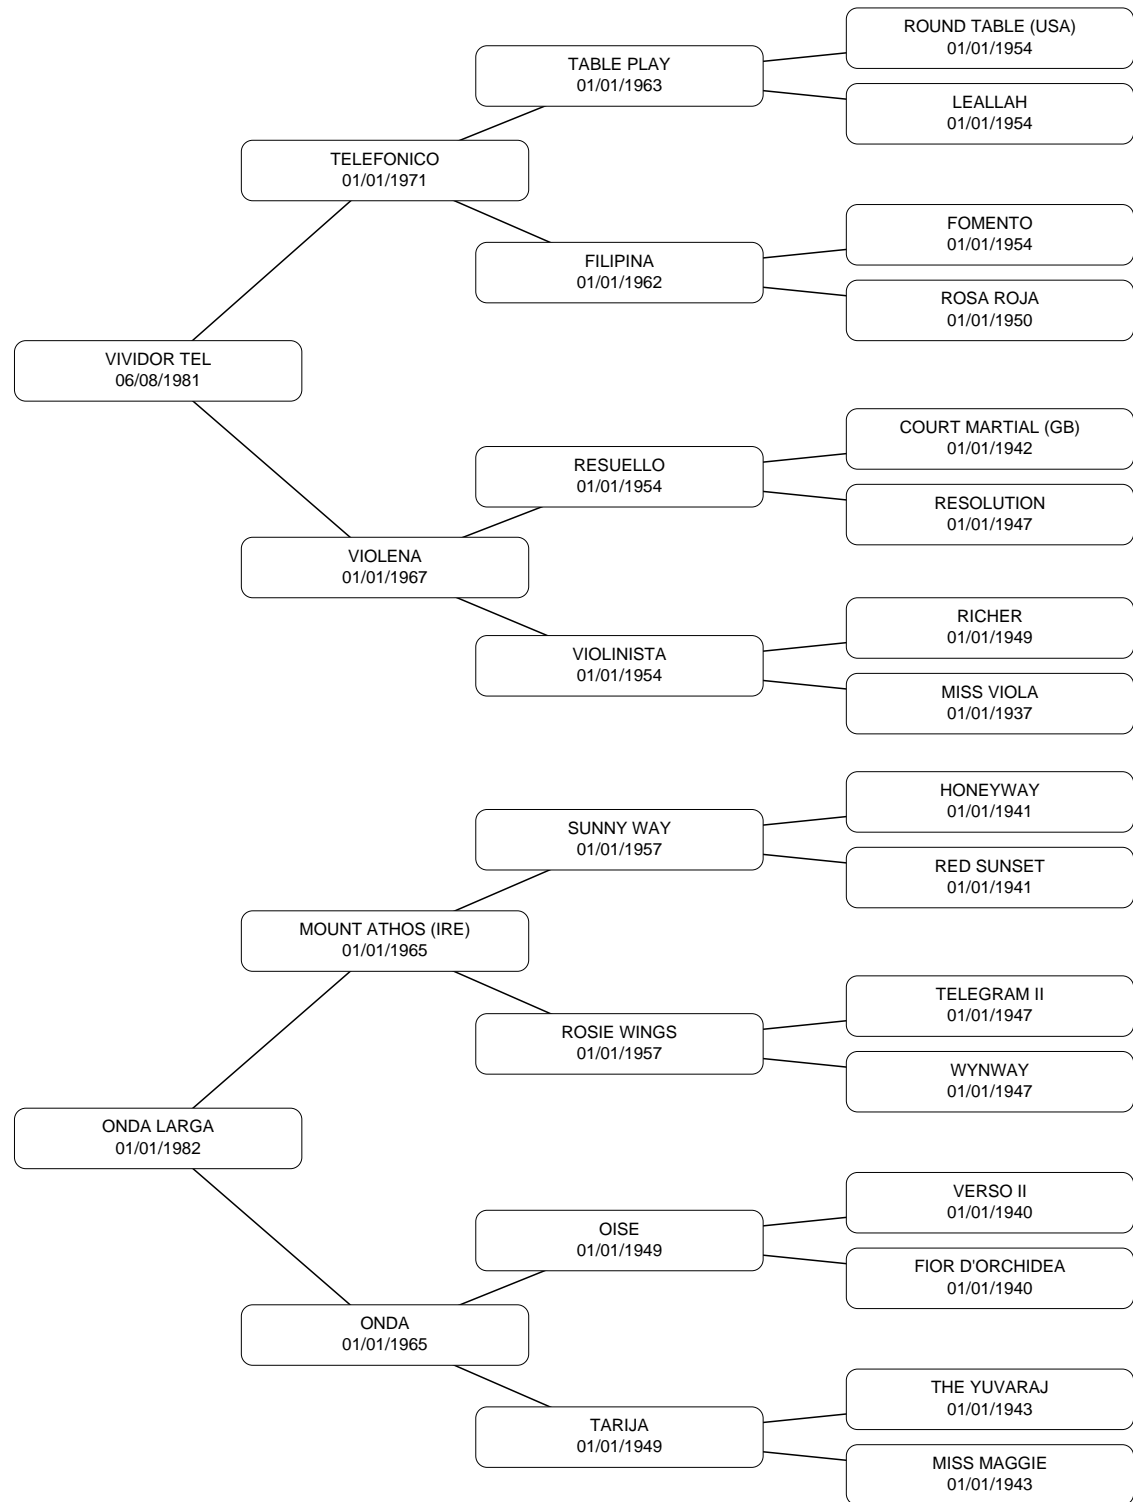 ROUND TABLE (USA)
01/01/1954
TABLE PLAY
01/01/1963
LEALLAH
01/01/1954
TELEFONICO
01/01/1971
FOMENTO
01/01/1954
FILIPINA
01/01/1962
ROSA ROJA
01/01/1950
VIVIDOR TEL
06/08/1981
COURT MARTIAL (GB)
01/01/1942
RESUELLO
01/01/1954
RESOLUTION
01/01/1947
VIOLENA
01/01/1967
RICHER
01/01/1949
VIOLINISTA
01/01/1954
MISS VIOLA
01/01/1937
HONEYWAY
01/01/1941
SUNNY WAY
01/01/1957
RED SUNSET
01/01/1941
MOUNT ATHOS (IRE)
01/01/1965
TELEGRAM II
01/01/1947
ROSIE WINGS
01/01/1957
WYNWAY
01/01/1947
ONDA LARGA
01/01/1982
VERSO II
01/01/1940
OISE
01/01/1949
FIOR D'ORCHIDEA
01/01/1940
ONDA
01/01/1965
THE YUVARAJ
01/01/1943
TARIJA
01/01/1949
MISS MAGGIE
01/01/1943